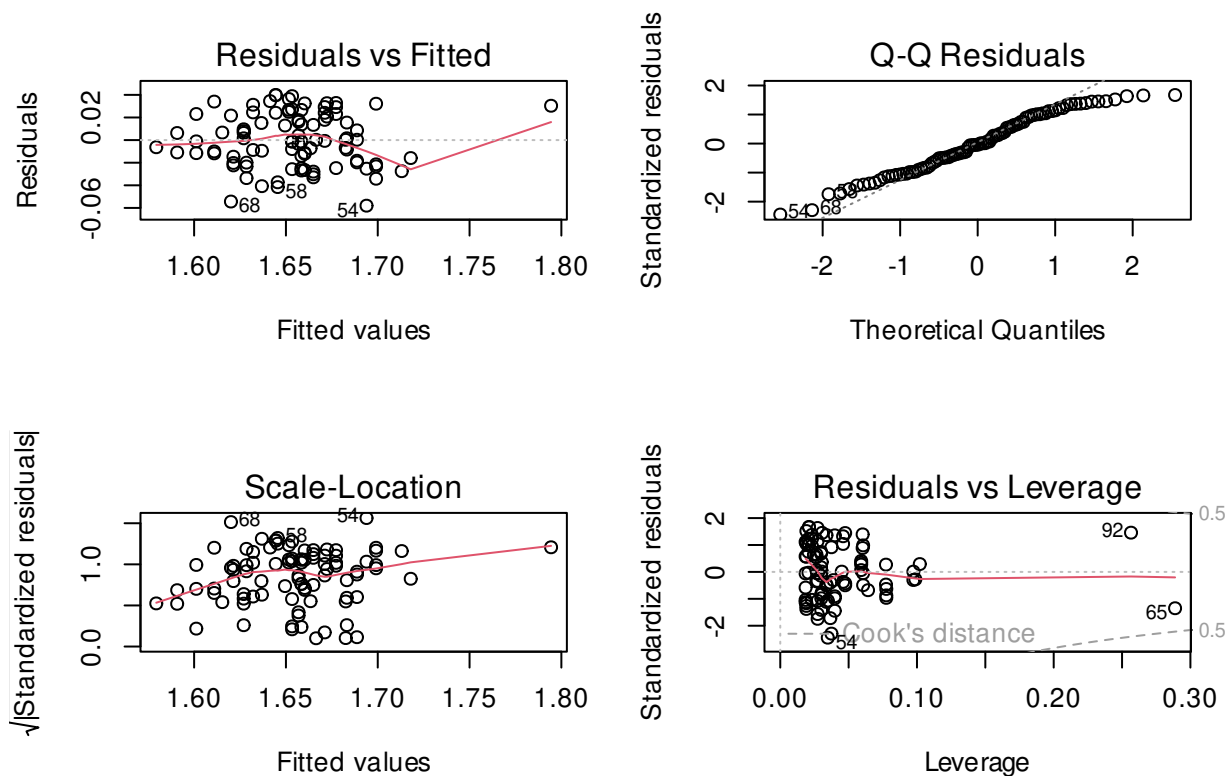 Residuals vs Fitted
Residuals
0.02
-0.06
68
58
54
1.60 1.65 1.70 1.75 1.80
Fitted values
Q-Q Residuals
Standardized residuals
2
0
-2
54
68
58
-2 -1 0 1 2
Theoretical Quantiles
Scale-Location
√|Standardized residuals|
1.0
0.0
68
58
54
1.60 1.65 1.70 1.75 1.80
Fitted values
Residuals vs Leverage
Standardized residuals
2
0
-2
92
65
54
Cook's distance
0.5
0.5
0.00 0.10 0.20 0.30
Leverage